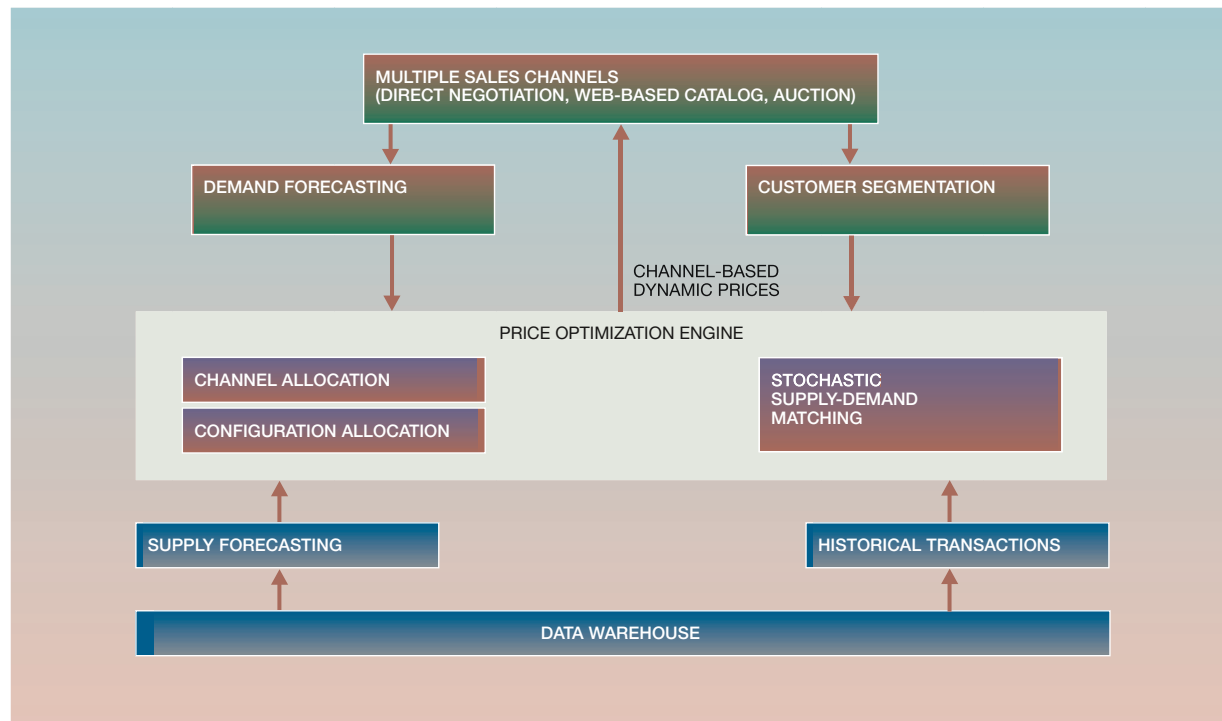 MULTIPLE SALES CHANNELS
(DIRECT NEGOTIATION, WEB-BASED CATALOG, AUCTION)
DEMAND FORECASTING
CUSTOMER SEGMENTATION
CHANNEL-BASED
DYNAMIC PRICES
PRICE OPTIMIZATION ENGINE
CHANNEL ALLOCATION
CONFIGURATION ALLOCATION
STOCHASTIC
SUPPLY-DEMAND
MATCHING
SUPPLY FORECASTING
HISTORICAL TRANSACTIONS
DATA WAREHOUSE